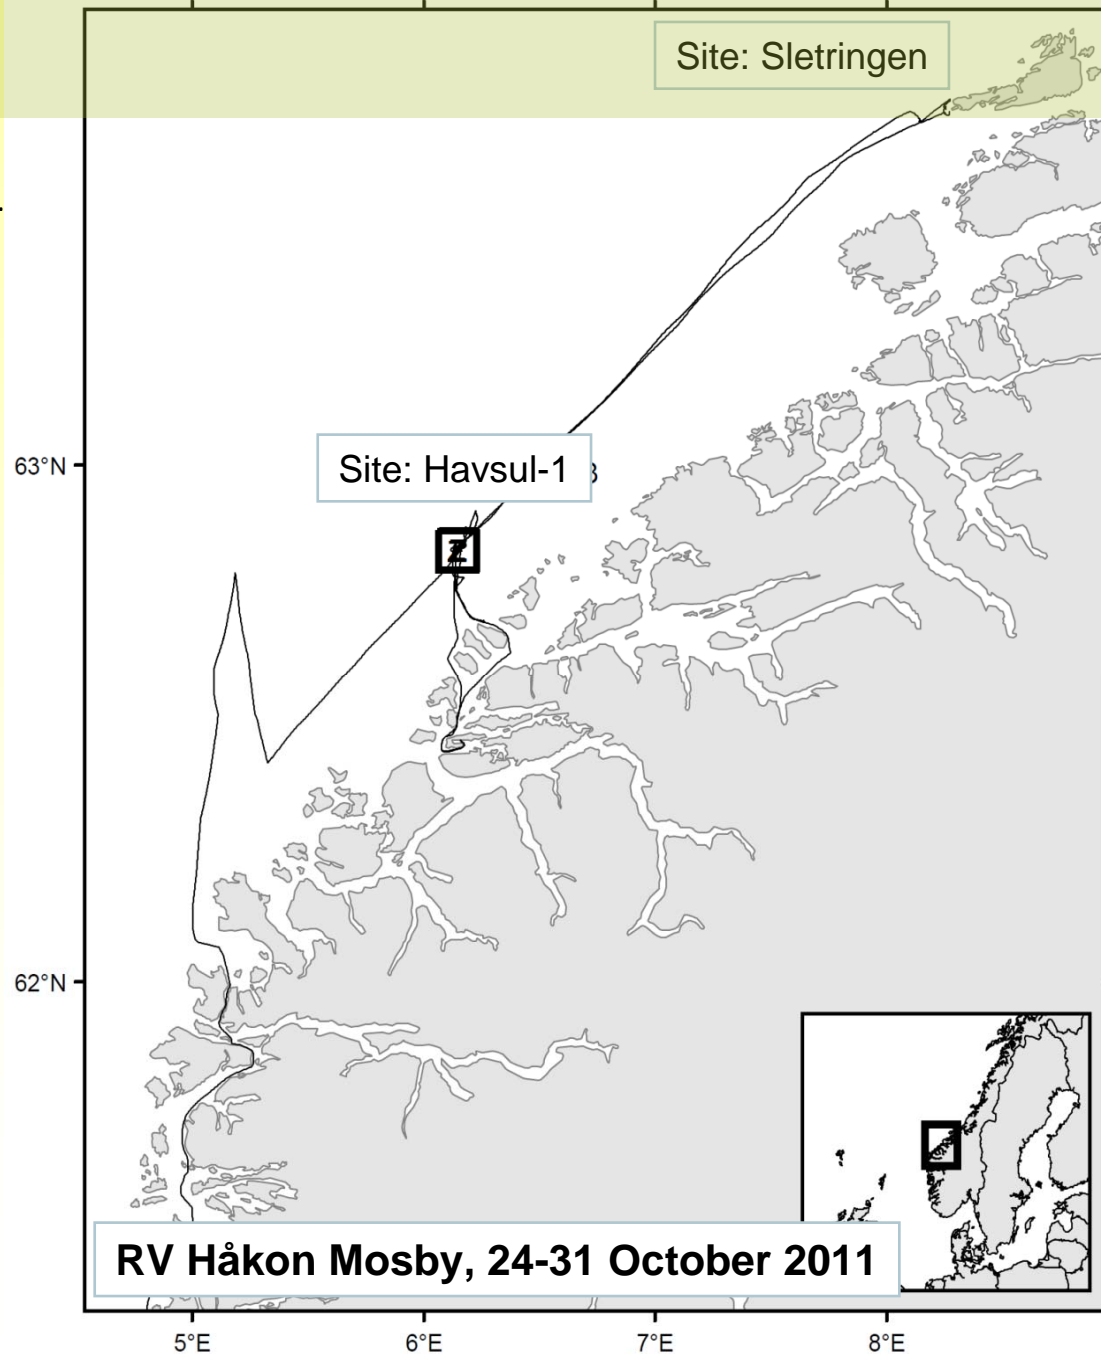 Site: Sletringen
63°N
Site: Havsul-1
62°N
RV Håkon Mosby, 24-31 October 2011
5°E
6°E
7°E
8°E